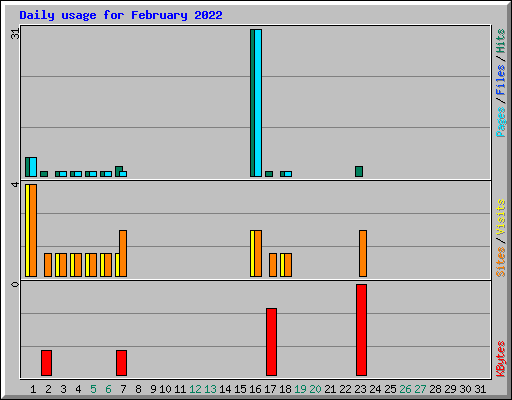 Daily usage for February 2022
31
Pages / Files / Hits
4
Sites / Visits
0
KBytes
1 2 3 4 5 6 7 8 9 10 11 12 13 14 15 16 17 18 19 20 21 22 23 24 25 26 27 28 29 30 31